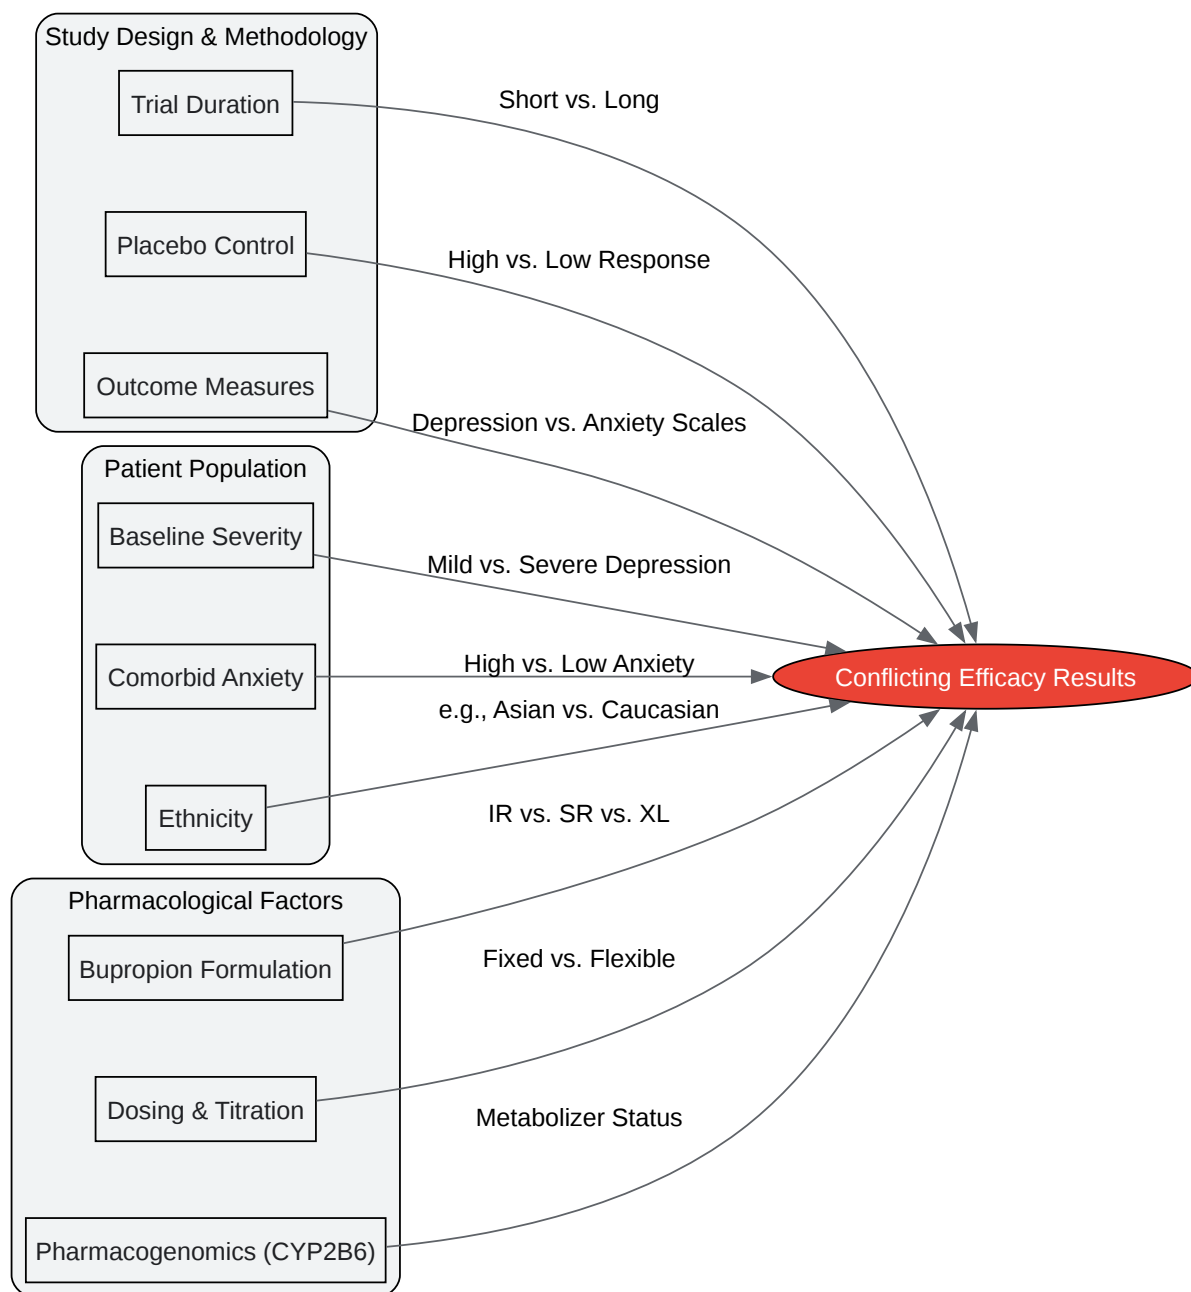 Study Design & Methodology
Trial Duration
Short vs. Long
Placebo Control
High vs. Low Response
Outcome Measures
Depression vs. Anxiety Scales
Patient Population
Baseline Severity
Mild vs. Severe Depression
Comorbid Anxiety
High vs. Low Anxiety
Conflicting Efficacy Results
e.g., Asian vs. Caucasian
Ethnicity
IR vs. SR vs. XL
Pharmacological Factors
Bupropion Formulation
Fixed vs. Flexible
Dosing & Titration
Metabolizer Status
Pharmacogenomics (CYP2B6)